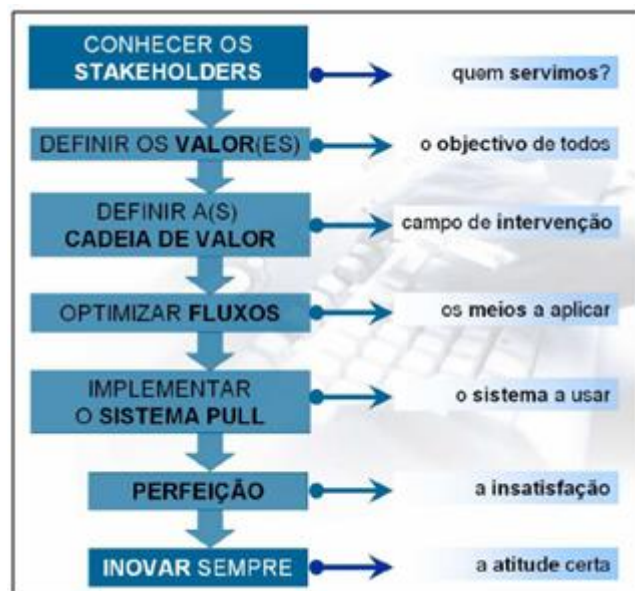 CONHECER OS
STAKEHOLDERS
quem servimos?
DEFINIR OS VALOR(ES)
o objectivo de todos
DEFINIR A(S)
CADEIA DE VALOR
campo de intervenção
OPTIMIZAR FLUXOS
os meios a aplicar
IMPLEMENTAR
O SISTEMA PULL
o sistema a usar
PERFEIÇÃO
a insatisfação
INOVAR SEMPRE
a atitude certa